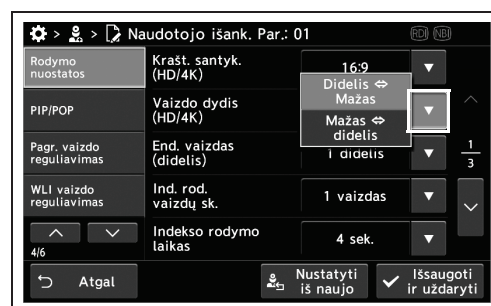 > > Naudotojo išank. Par.: 01
RDI NBI
Rodymo
nuostatos
PIP/POP
Pagr. vaizdo
reguliavimas
WLI vaizdo
reguliavimas
4/6
Krašt. santyk.
(HD/4K)
16:9
Vaizdo dydis
(HD/4K)
Didelis ⇔
Mažas
Mažas ⇔
didelis
End. vaizdas
(didelis)
1 didelis
Ind. rod.
vaizdų sk.
1 vaizdas
Indekso rodymo
laikas
4 sek.
1
3
Atgal
Nustatyti
iš naujo
Išsaugoti
ir uždaryti